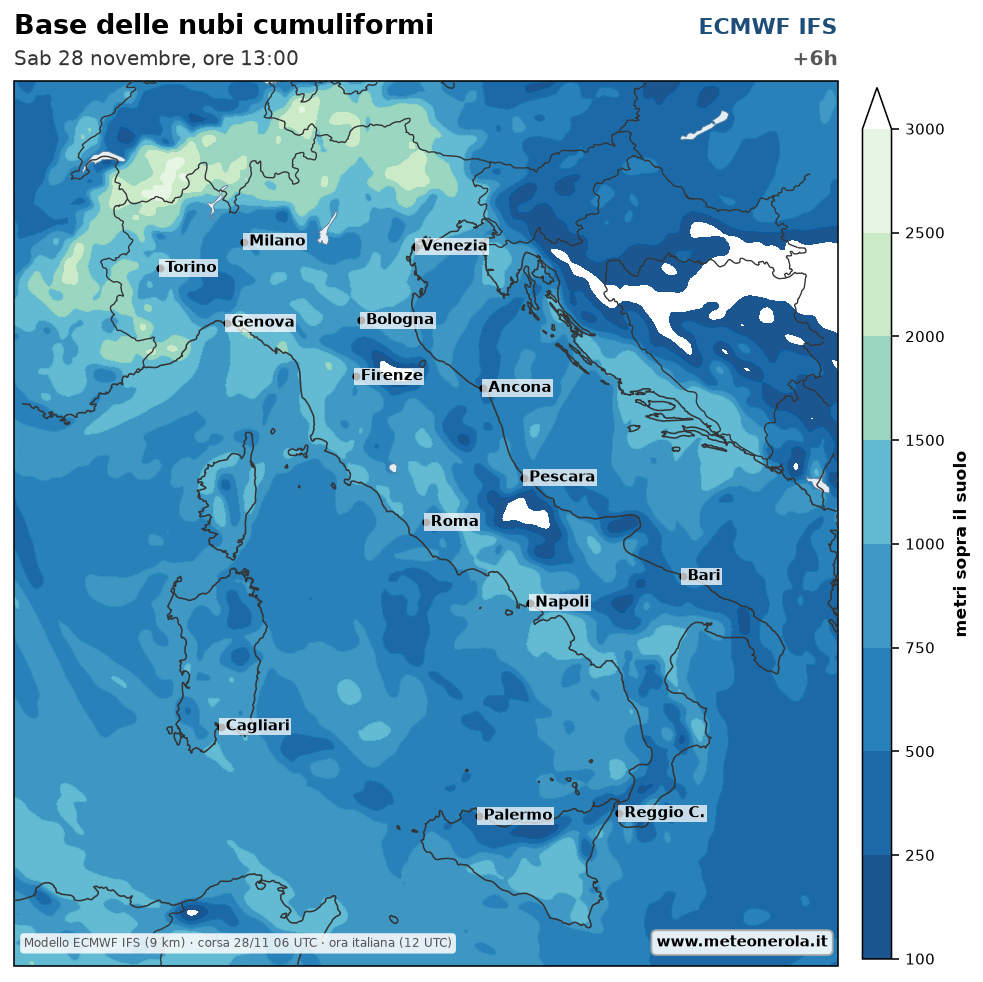 Base delle nubi cumuliformi
ECMWF IFS
Sab 28 novembre, ore 13:00
+6h
3000
2500
2000
1500
1000
750
500
250
100
metri sopra il suolo
Milano
Venezia
Torino
Genova
Bologna
Firenze
Ancona
Pescara
Roma
Bari
Napoli
Cagliari
Palermo
Reggio C.
Modello ECMWF IFS (9 km) · corsa 28/11 06 UTC · ora italiana (12 UTC)
www.meteonerola.it